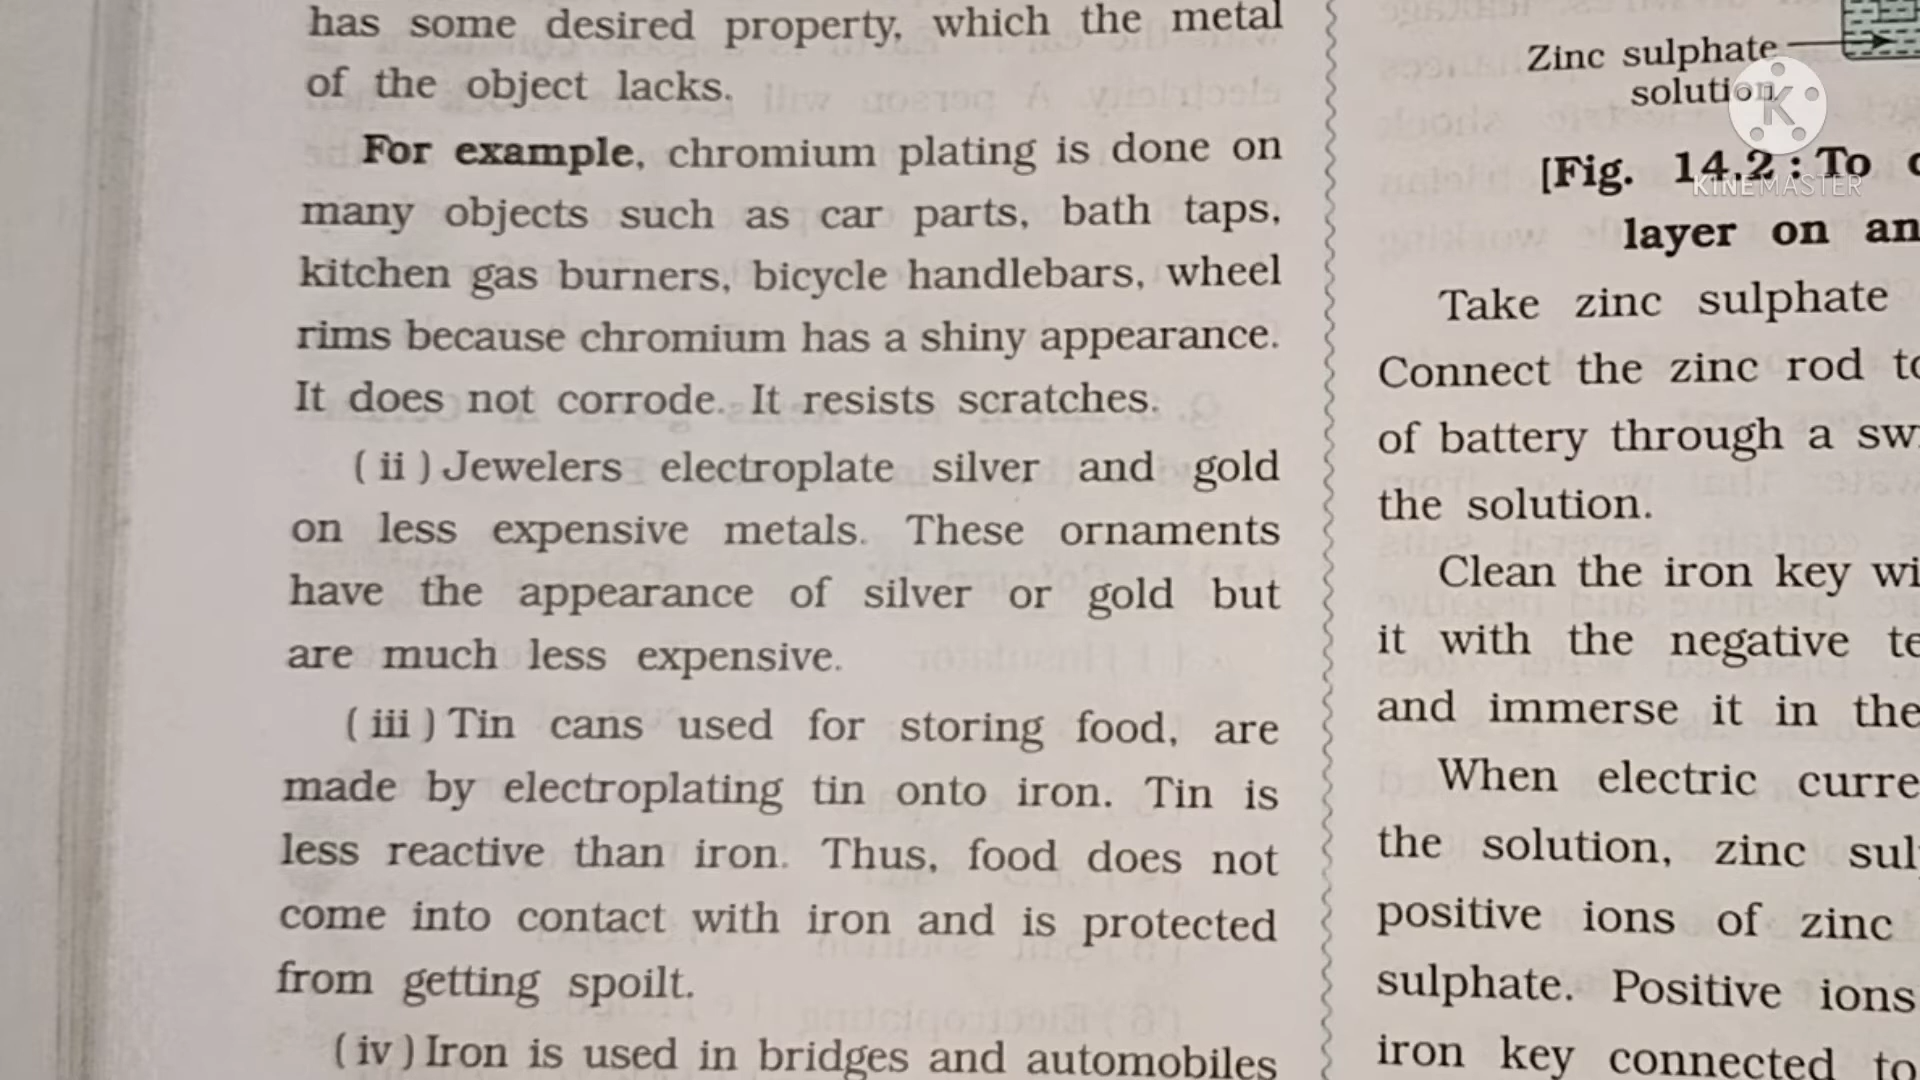 has some desired property, which the metal
of the object lacks.
For example, chromium plating is done on
many objects such as car parts, bath taps,
kitchen gas burners, bicycle handlebars, wheel
rims because chromium has a shiny appearance.
It does not corrode. It resists scratches.
( ii ) Jewelers electroplate silver and gold
on less expensive metals. These ornaments
have the appearance of silver or gold but
are much less expensive.
( iii ) Tin cans used for storing food, are
made by electroplating tin onto iron. Tin is
less reactive than iron. Thus, food does not
come into contact with iron and is protected
from getting spoilt.
( iv ) Iron is used in bridges and automobiles
Zinc sulphate
solution
[Fig. 14.2 : To
layer on an
Take zinc sulphate
Connect the zinc rod to
of battery through a sw
the solution.
Clean the iron key wi
it with the negative te
and immerse it in the
When electric curre
the solution, zinc sul
positive ions of zinc
sulphate. Positive ions
iron key connected to
K
KINEMASTER